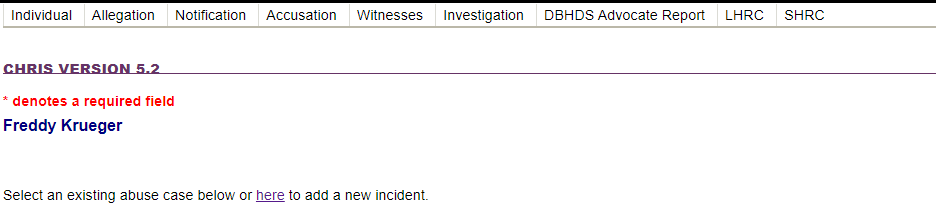 Individual Allegation Notification Accusation Witnesses Investigation DBHDS Advocate Report LHRC SHRC
CHRIS VERSION 5.2
* denotes a required field
Freddy Krueger
Select an existing abuse case below or here to add a new incident.